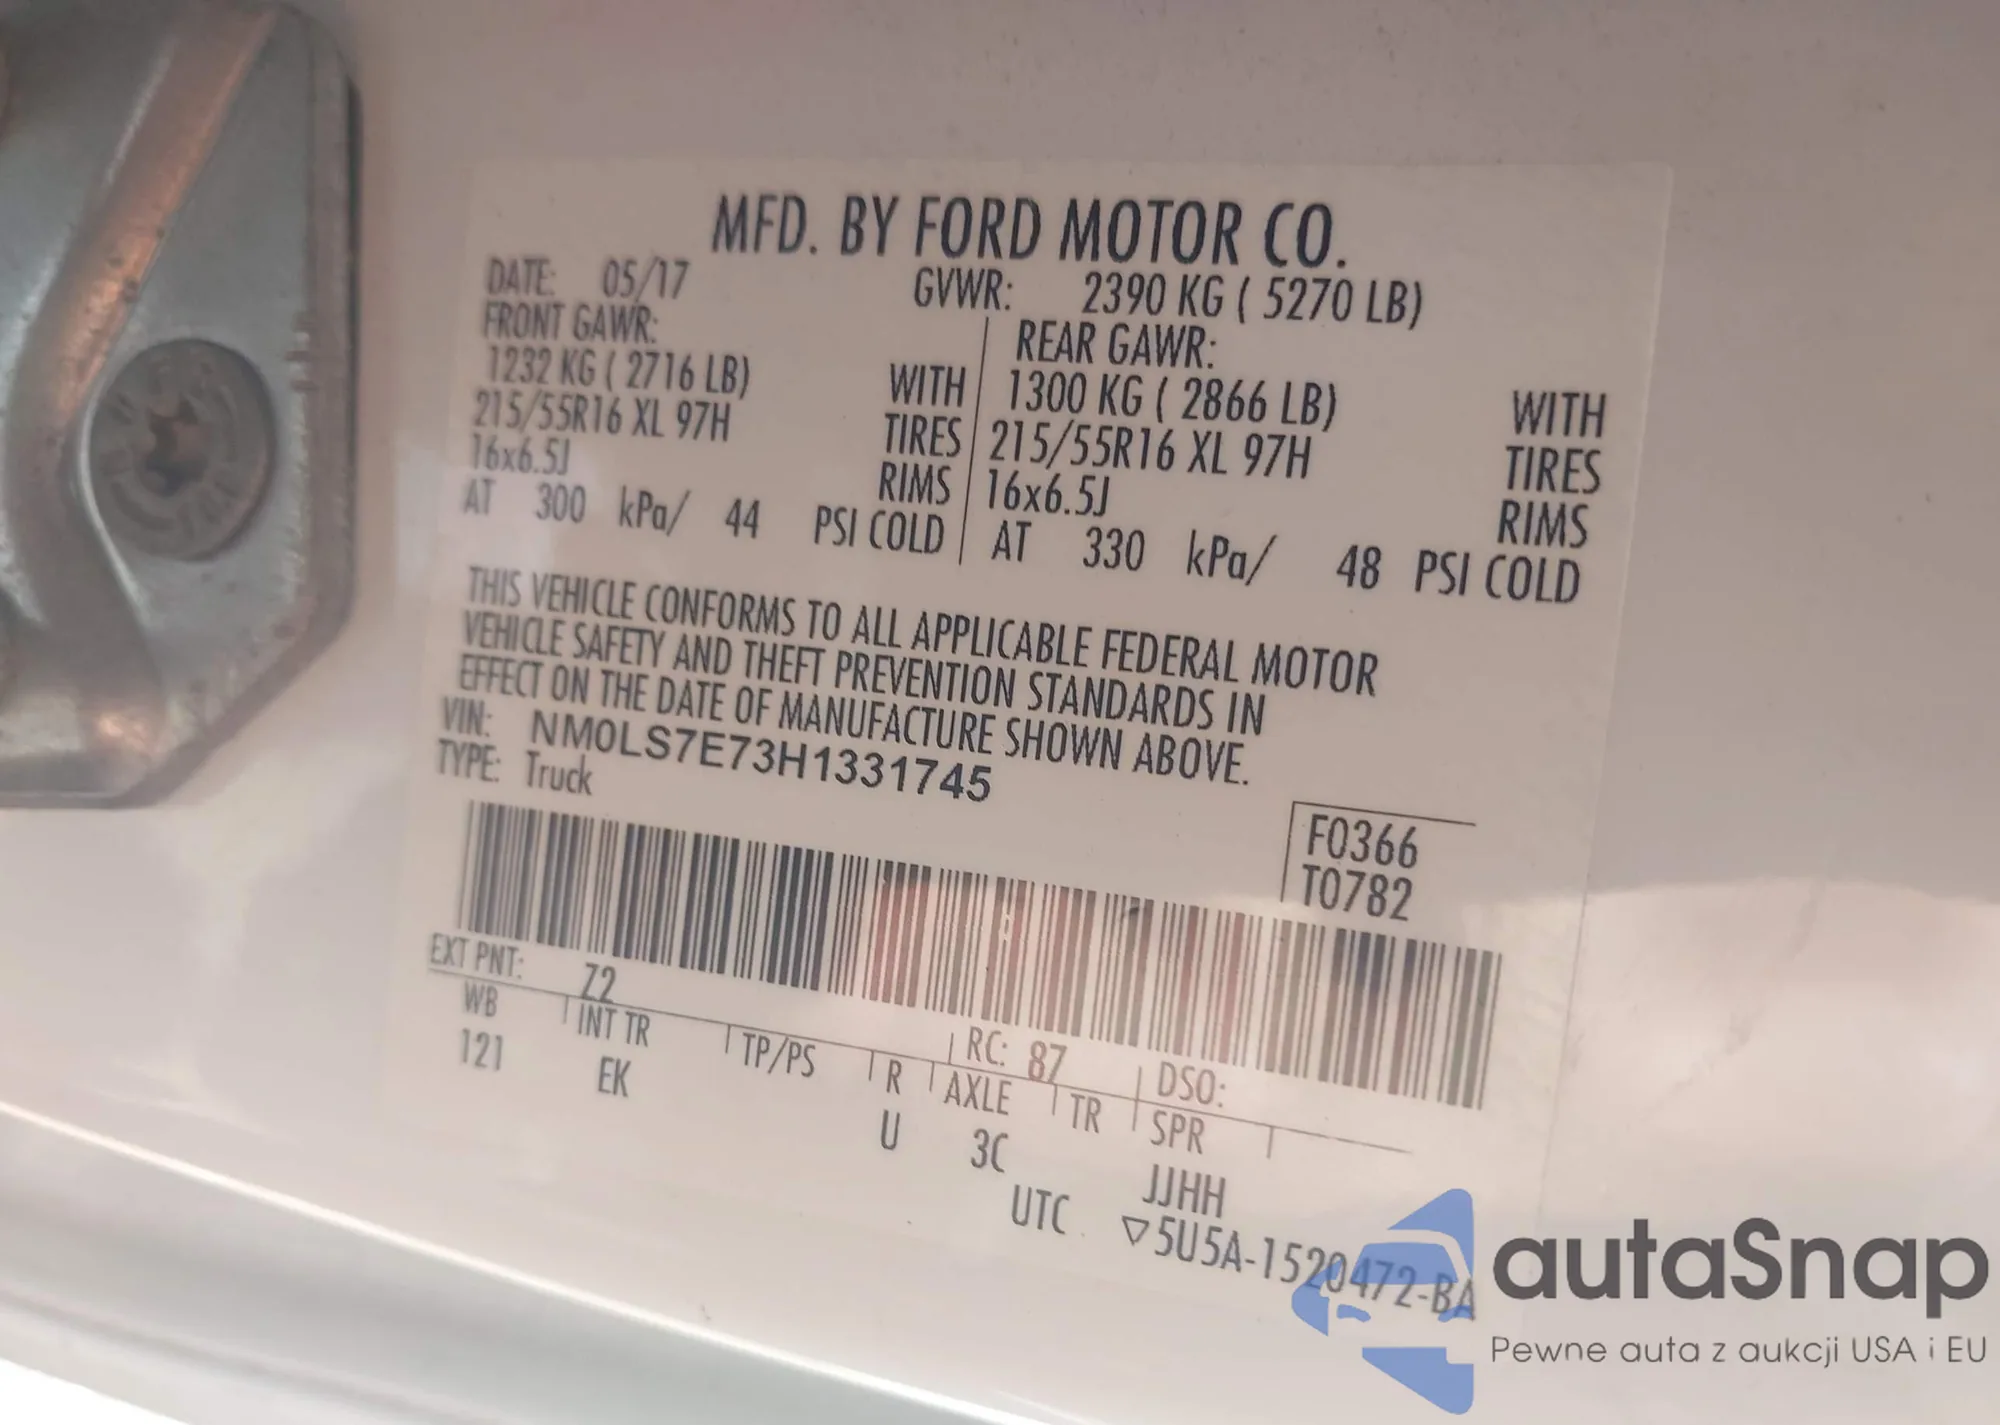 MFD. BY FORD MOTOR CO.
DATE: 05/17 GVWR: 2390 KG ( 5270 LB)
FRONT GAWR: REAR GAWR:
1232 KG ( 2716 LB) WITH 1300 KG ( 2866 LB) WITH
215/55R16 XL 97H TIRES 215/55R16 XL 97H TIRES
16x6.5J RIMS 16x6.5J RIMS
AT 300 kPa/ 44 PSI COLD AT 330 kPa/ 48 PSI COLD
THIS VEHICLE CONFORMS TO ALL APPLICABLE FEDERAL MOTOR
VEHICLE SAFETY AND THEFT PREVENTION STANDARDS IN
EFFECT ON THE DATE OF MANUFACTURE SHOWN ABOVE.
VIN: NM0LS7E73H1331745
TYPE: Truck
F0366
T0782
EXT PNT: Z2 RC: 87 DSO:
WB INT TR TP/PS R AXLE TR SPR
121 EK U 3C JJHH
UTC ▽5U5A-1520472-BA
autaSnap
Pewne auta z aukcji USA i EU